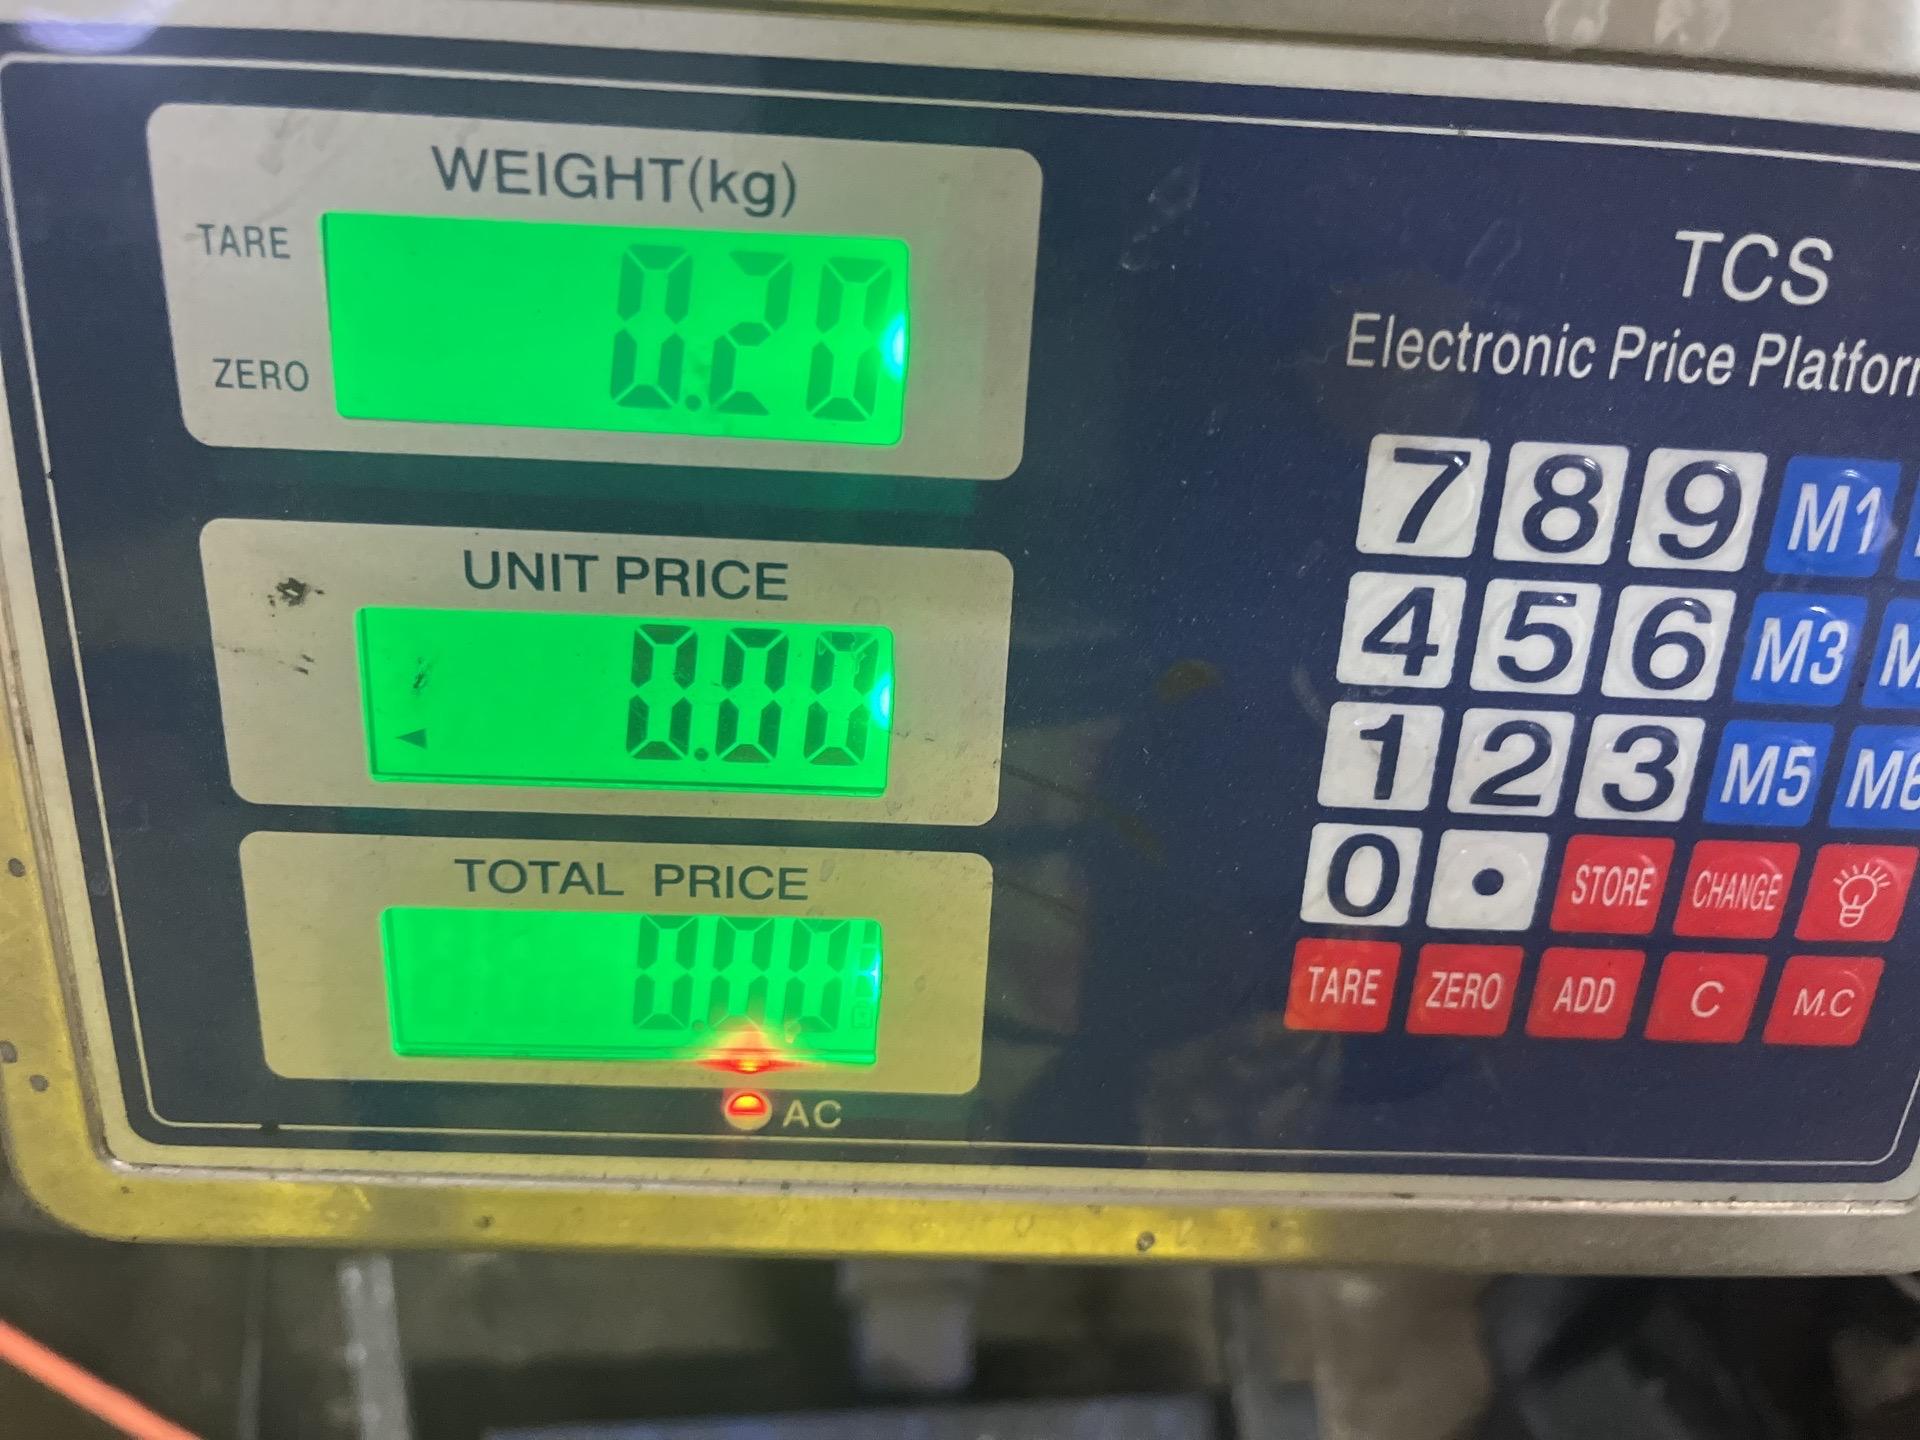 WEIGHT(kg)
TARE
0.20
ZERO
UNIT PRICE
0.00
TOTAL PRICE
0.00
AC
TCS
Electronic Price Platfor
7 8 9 M1
4 5 6 M3 M
1 2 3 M5 M6
0 . STORE CHANGE
TARE ZERO ADD C M.C